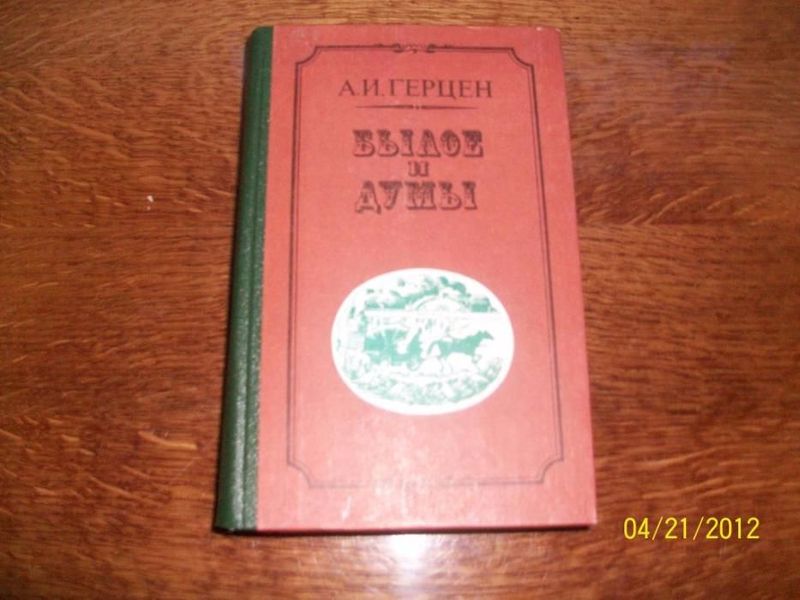 А.И.ГЕРЦЕН
БЫЛОЕ
И
ДУМЫ
04/21/2012